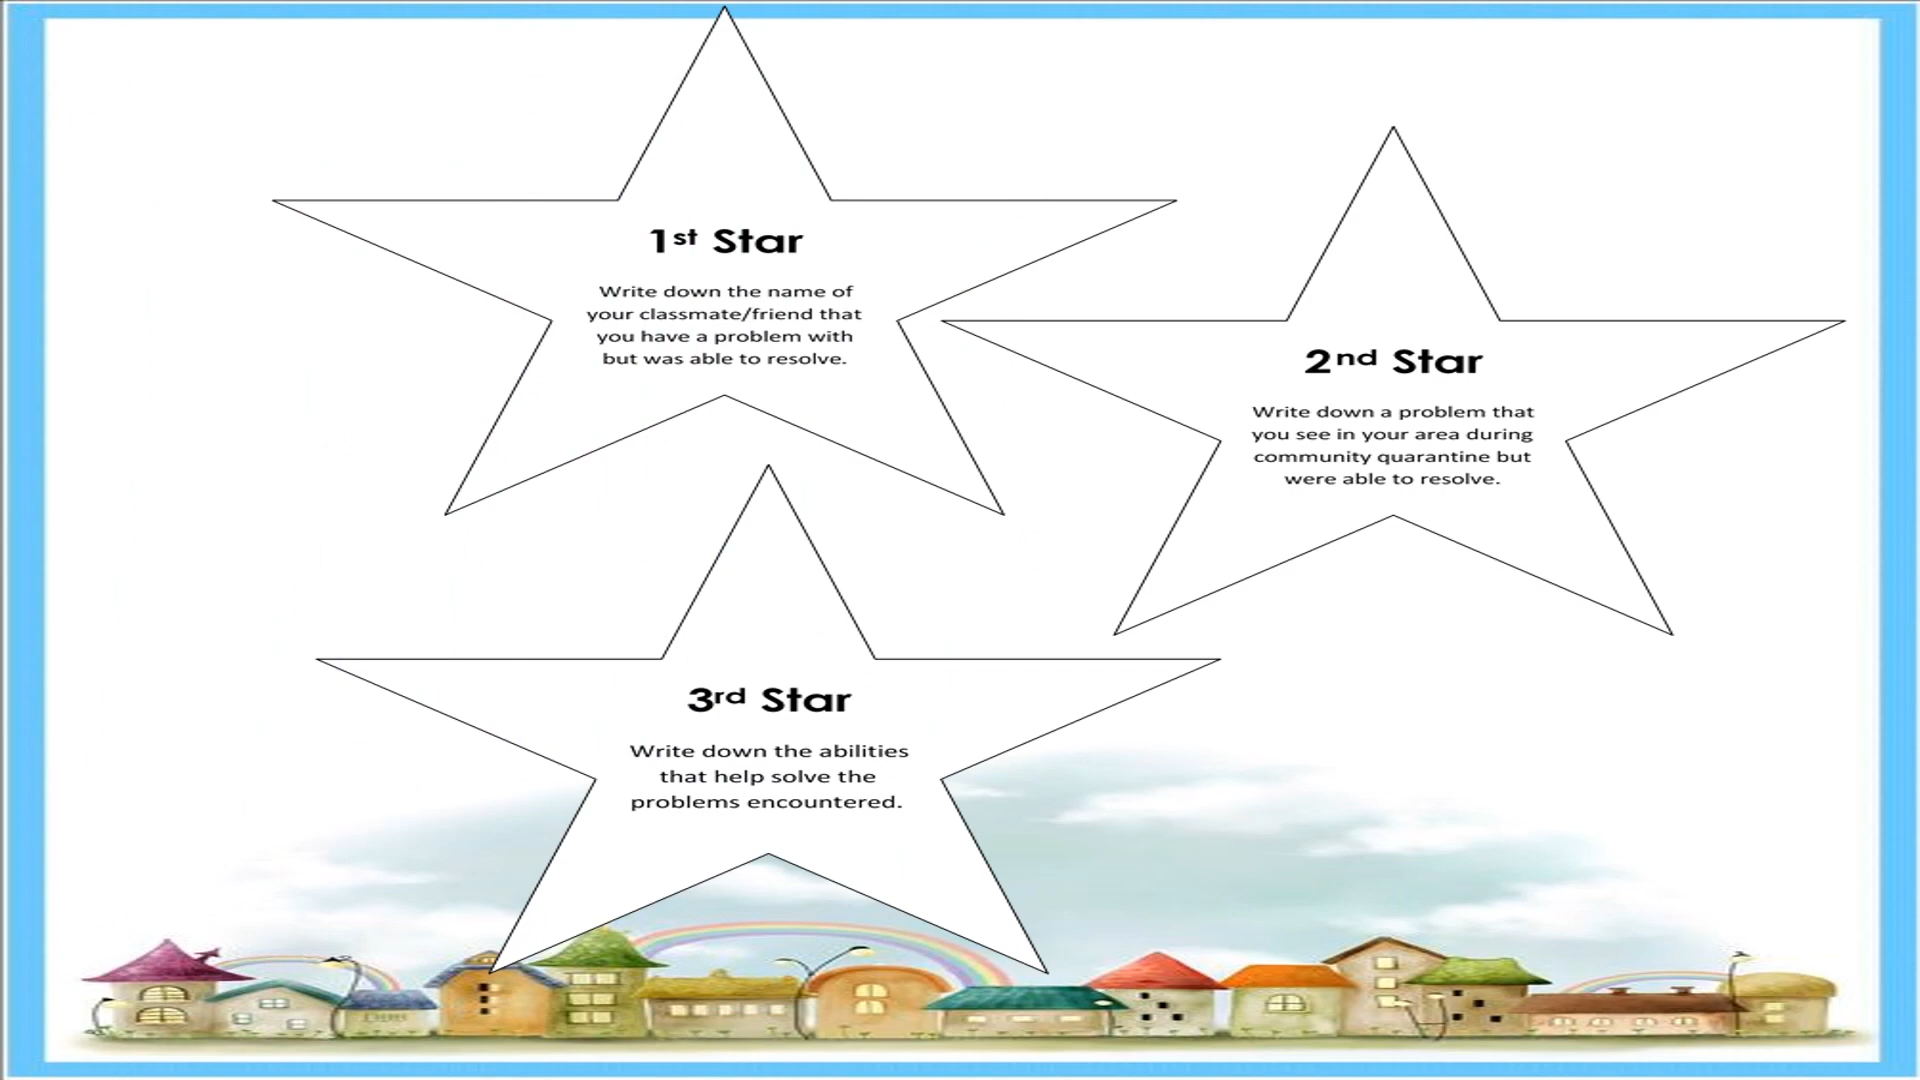 1st Star
Write down the name of
your classmate/friend that
you have a problem with
but was able to resolve.
2nd Star
Write down a problem that
you see in your area during
community quarantine but
were able to resolve.
3rd Star
Write down the abilities
that help solve the
problems encountered.